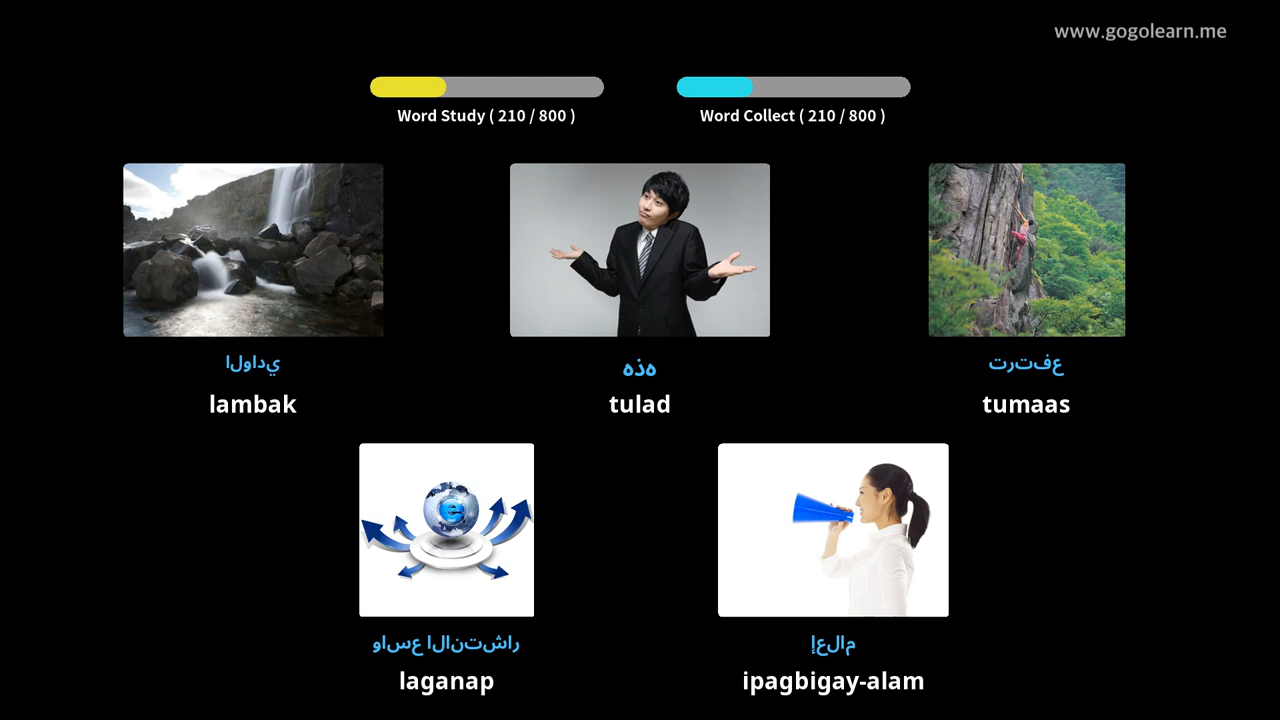 www.gogolearn.me
Word Study ( 210 / 800 )
Word Collect ( 210 / 800 )
الوادي
lambak
هذه
tulad
ترتفع
tumaas
واسع الانتشار
laganap
إعلام
ipagbigay-alam